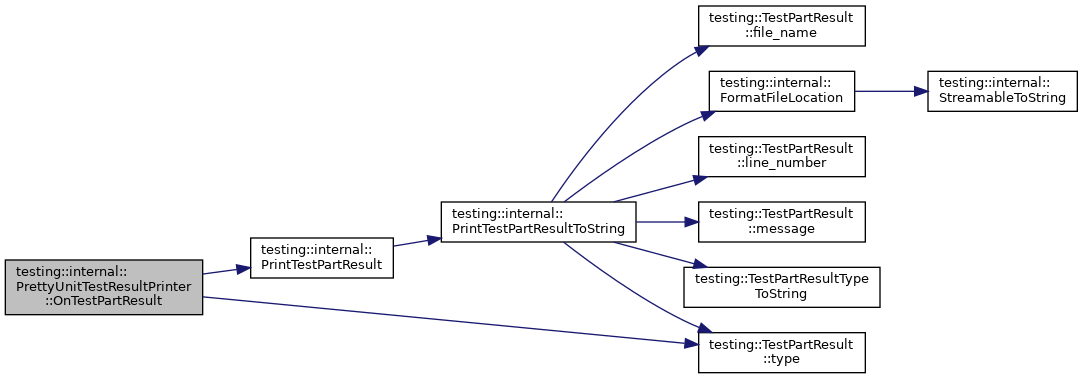 testing::internal::
PrettyUnitTestResultPrinter
::OnTestPartResult
testing::internal::
PrintTestPartResult
testing::internal::
PrintTestPartResultToString
testing::TestPartResult
::file_name
testing::internal::
FormatFileLocation
testing::internal::
StreamableToString
testing::TestPartResult
::line_number
testing::TestPartResult
::message
testing::TestPartResultType
ToString
testing::TestPartResult
::type